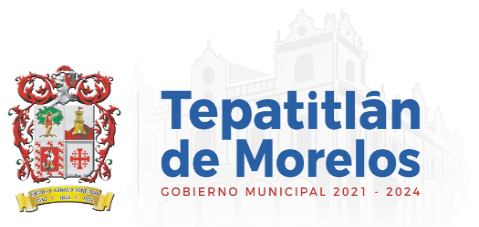 Tepatitlán
de Morelos
GOBIERNO MUNICIPAL 2021 - 2024